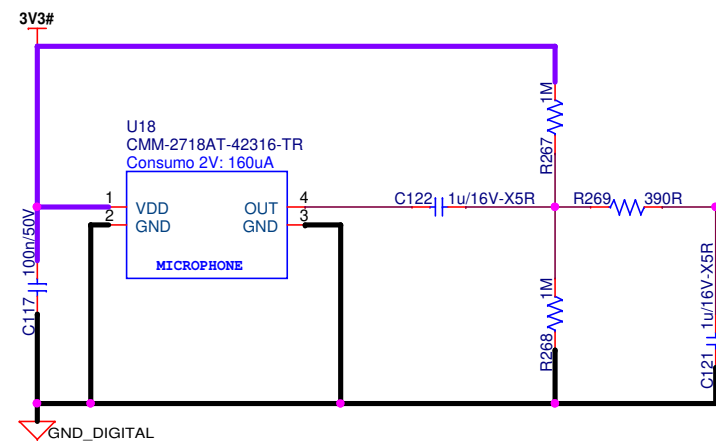 3V3#
U18
CMM-2718AT-42316-TR
Consumo 2V: 160uA
1
VDD
2
GND
OUT
4
GND
3
MICROPHONE
C117
100n/50V
C122
1u/16V-X5R
R267
1M
R269
390R
R268
1M
C121
1u/16V-X5R
GND_DIGITAL